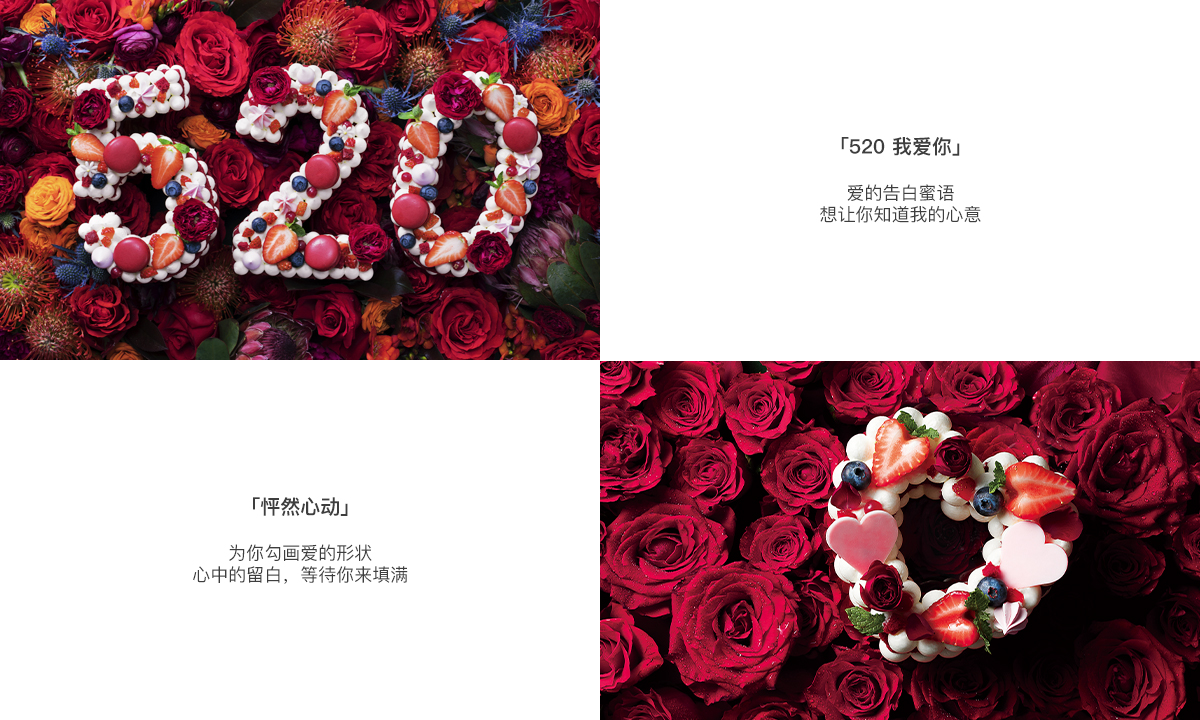 520
「520 我爱你」
爱的告白蜜语
想让你知道我的心意
「怦然心动」
为你勾画爱的形状
心中的留白，等待你来填满